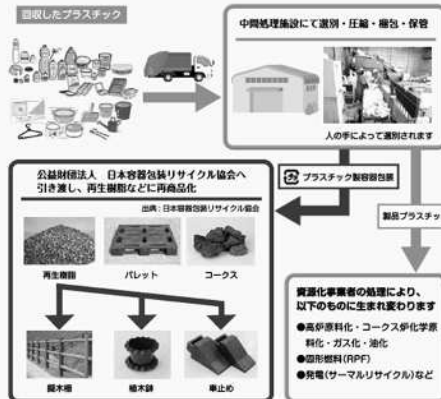 回収したプラスチック
中間処理施設にて選別・圧縮・梱包・保管
人の手によって選別されます
プラスチック製容器包装
製品プラスチック
公益財団法人 日本容器包装リサイクル協会へ
引き渡し、再生樹脂などに再商品化
出典：日本容器包装リサイクル協会
再生樹脂
パレット
コークス
擬木柵
植木鉢
車止め
資源化事業者の処理により、
以下のものに生まれ変わります
●高炉原料化・コークス炉化学原
料化・ガス化・油化
●固形燃料(RPF)
●発電(サーマルリサイクル)など